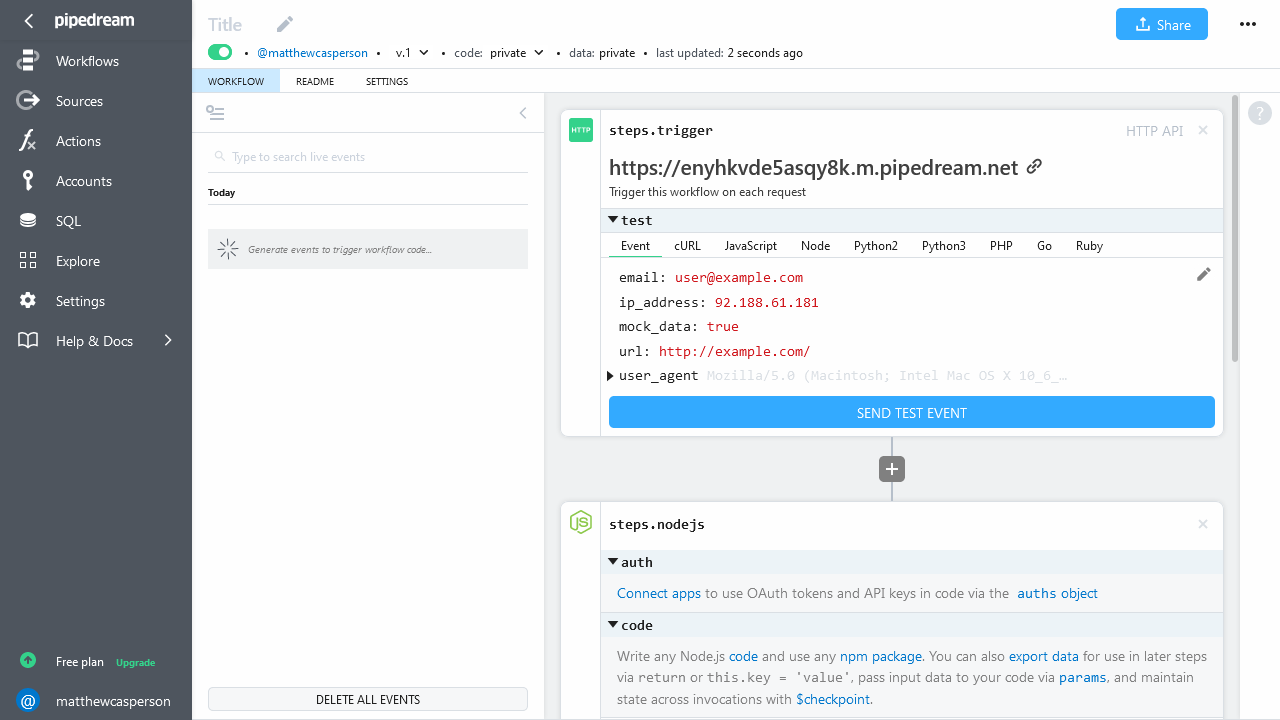 pipedream
Workflows
Sources
Actions
Accounts
SQL
Explore
Settings
Help & Docs
Free plan Upgrade
@ matthewcasperson
Title
Share
• @matthewcasperson • v.1 • code: private • data: private • last updated: 2 seconds ago
WORKFLOW README SETTINGS
Type to search live events
Today
Generate events to trigger workflow code...
DELETE ALL EVENTS
HTTP steps.trigger HTTP API ×
https://enyhkvde5asqy8k.m.pipedream.net
Trigger this workflow on each request
test
Event cURL JavaScript Node Python2 Python3 PHP Go Ruby
email: user@example.com
ip_address: 92.188.61.181
mock_data: true
url: http://example.com/
user_agent Mozilla/5.0 (Macintosh; Intel Mac OS X 10_6_…
SEND TEST EVENT
+
JS steps.nodejs ×
auth
Connect apps to use OAuth tokens and API keys in code via the auths object
code
Write any Node.js code and use any npm package. You can also export data for use in later steps
via return or this.key = 'value', pass input data to your code via params, and maintain
state across invocations with $checkpoint.
?